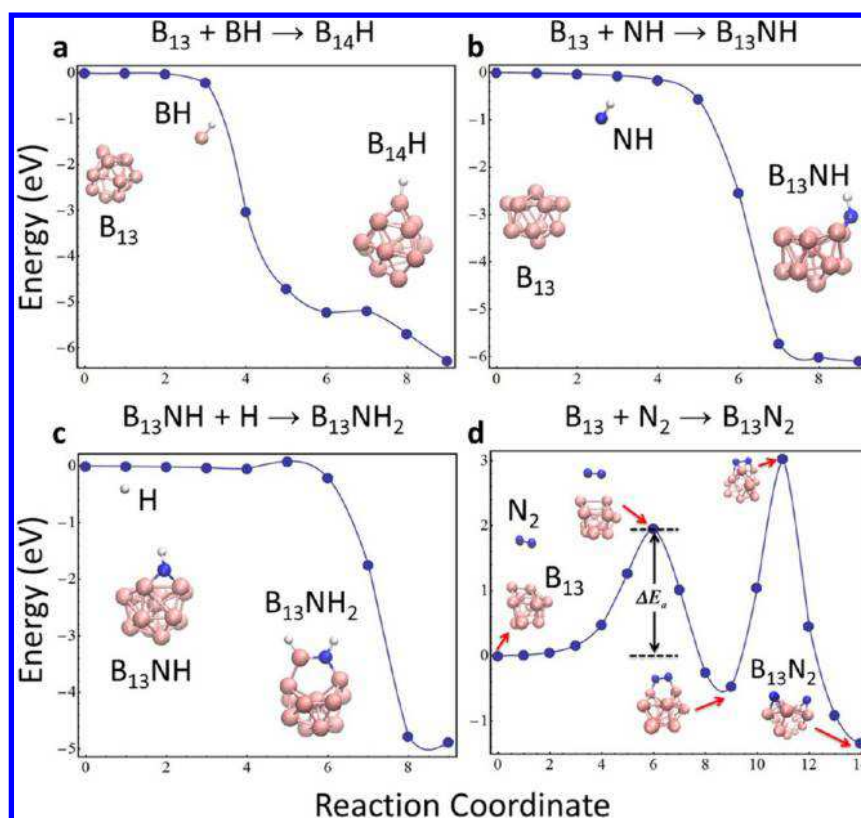 a B₁₃ + BH → B₁₄H
0
−1
−2
−3
−4
−5
−6
0 2 4 6 8
BH
B₁₃
B₁₄H
b B₁₃ + NH → B₁₃NH
0
−1
−2
−3
−4
−5
−6
0 2 4 6 8
NH
B₁₃
B₁₃NH
Energy (eV)
Energy (eV)
c B₁₃NH + H → B₁₃NH₂
0
−1
−2
−3
−4
−5
0 2 4 6 8
H
B₁₃NH
B₁₃NH₂
d B₁₃ + N₂ → B₁₃N₂
3
2
1
0
−1
0 2 4 6 8 10 12 14
N₂
B₁₃
ΔEₐ
B₁₃N₂
Reaction Coordinate